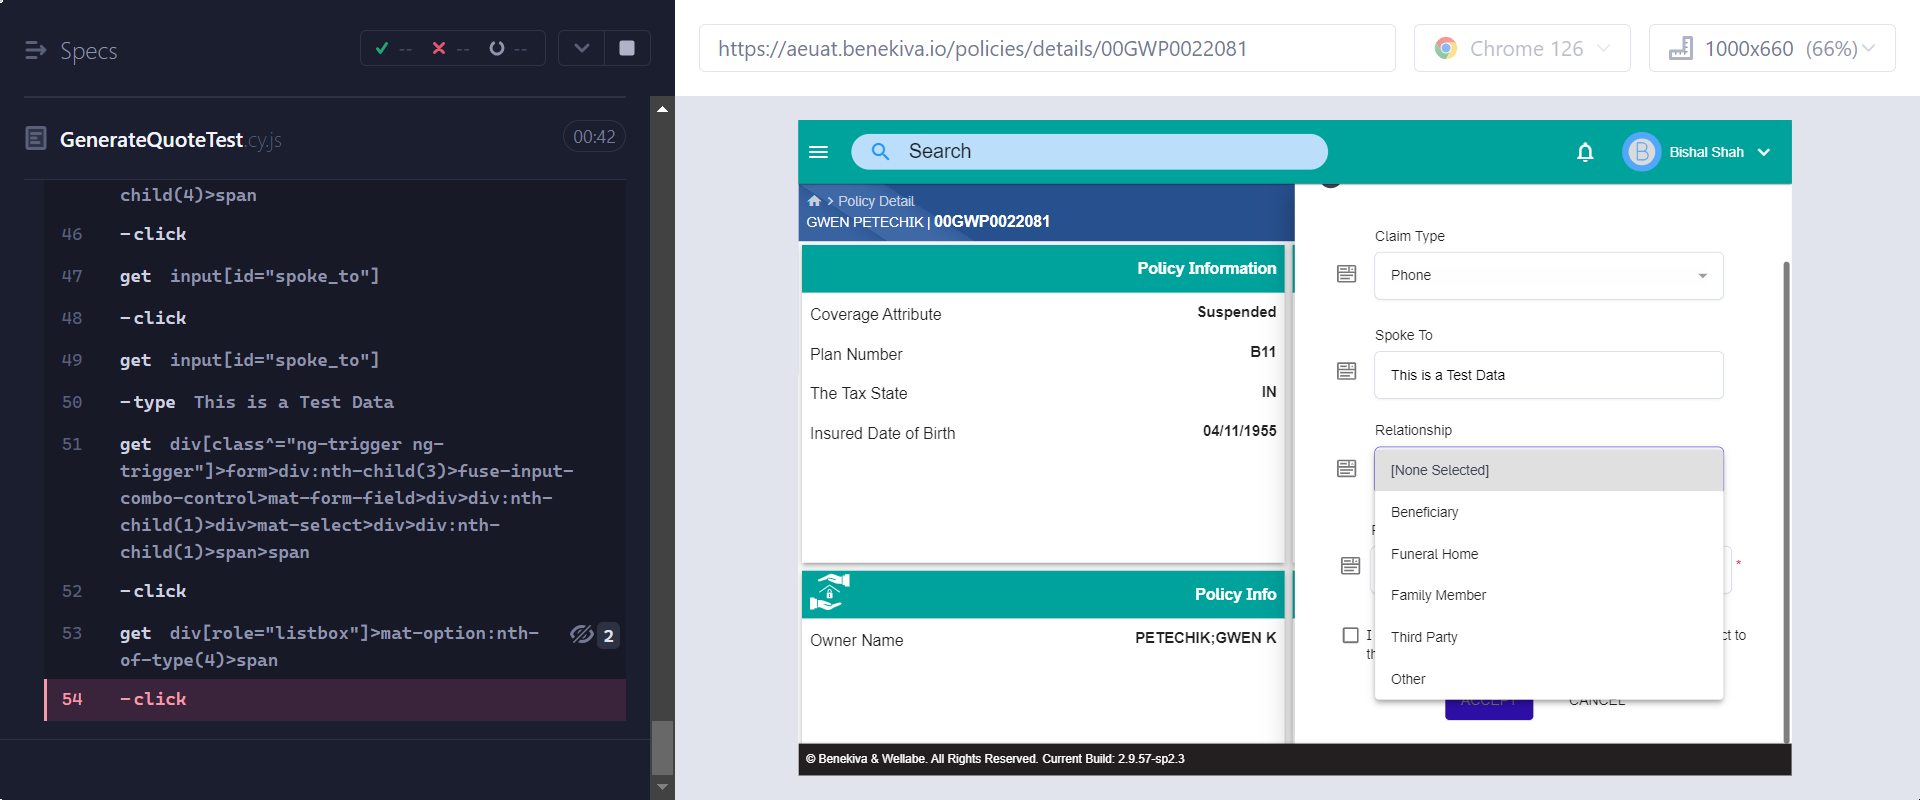 Specs
-- -- --
GenerateQuoteTest.cy.js
00:42
child(4)>span
46 -click
47 get input[id="spoke_to"]
48 -click
49 get input[id="spoke_to"]
50 -type This is a Test Data
51 get div[class^="ng-trigger ng-
trigger"]>form>div:nth-child(3)>fuse-input-
combo-control>mat-form-field>div>div:nth-
child(1)>div>mat-select>div>div:nth-
child(1)>span>span
52 -click
53 get div[role="listbox"]>mat-option:nth-
of-type(4)>span
2
54 -click
https://aeuat.benekiva.io/policies/details/00GWP0022081
Chrome 126
1000x660 (66%)
Search
B
Bishal Shah
> Policy Detail
GWEN PETECHIK | 00GWP0022081
Policy Information
Coverage Attribute Suspended
Plan Number B11
The Tax State IN
Insured Date of Birth 04/11/1955
Policy Info
Owner Name PETECHIK;GWEN K
Claim Type
Phone
Spoke To
This is a Test Data
Relationship
[None Selected]
Beneficiary
Funeral Home
Family Member
Third Party
Other
*
I
ct to
th
ACCEPT CANCEL
© Benekiva & Wellabe. All Rights Reserved. Current Build: 2.9.57-sp2.3